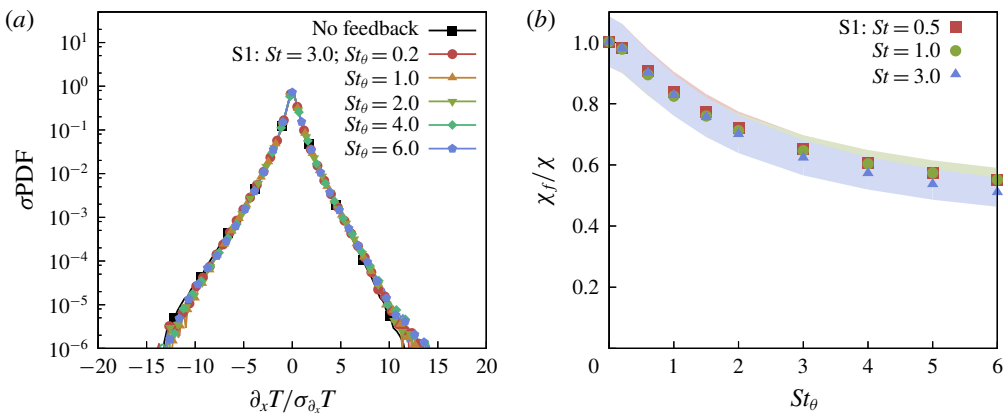 (a)
No feedback
S1: St = 3.0; St_θ = 0.2
St_θ = 1.0
St_θ = 2.0
St_θ = 4.0
St_θ = 6.0
10^1
10^0
10^−1
10^−2
10^−3
10^−4
10^−5
10^−6
σPDF
−20 −15 −10 −5 0 5 10 15 20
∂_xT/σ_{∂_x}T
(b)
S1: St = 0.5
St = 1.0
St = 3.0
1.0
0.8
0.6
0.4
0.2
χ_f/χ
0 1 2 3 4 5 6
St_θ